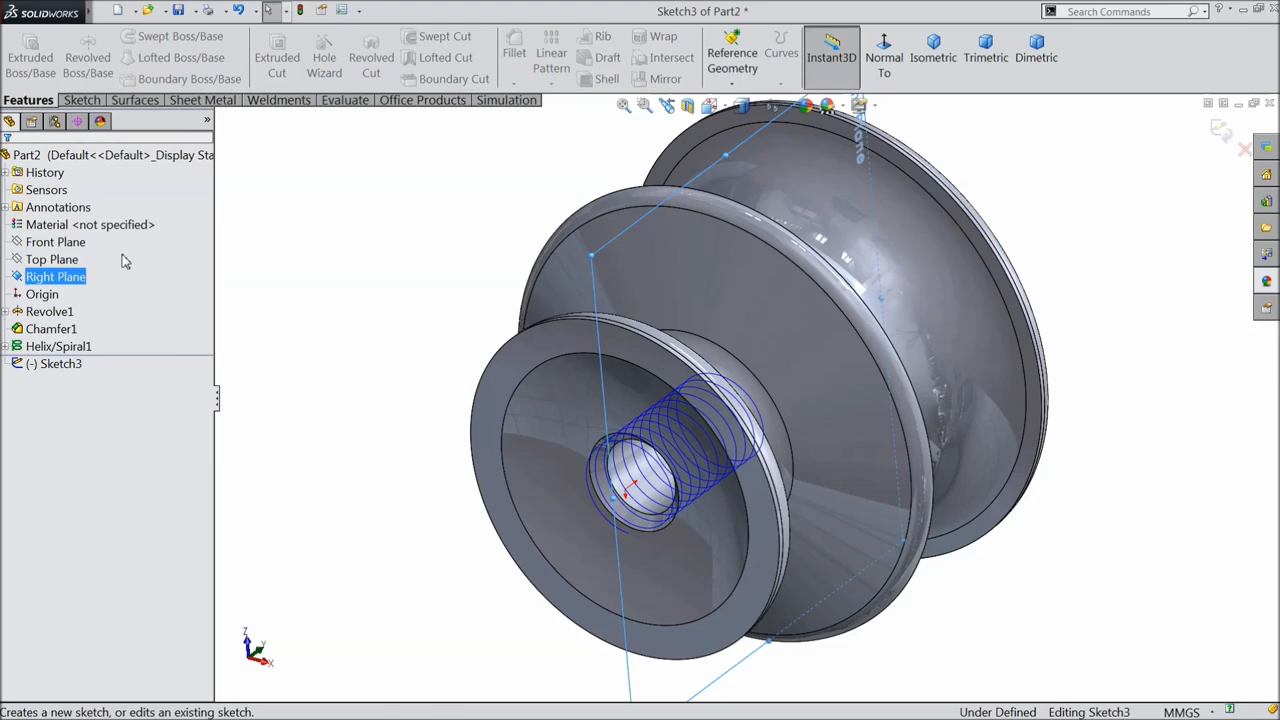 SOLIDWORKS
Sketch3 of Part2 *
Search Commands
Extruded Boss/Base
Revolved Boss/Base
Swept Boss/Base
Lofted Boss/Base
Boundary Boss/Base
Extruded Cut
Hole Wizard
Revolved Cut
Swept Cut
Lofted Cut
Boundary Cut
Fillet
Linear Pattern
Rib
Draft
Shell
Wrap
Intersect
Mirror
Reference Geometry
Curves
Instant3D
Normal To
Isometric
Trimetric
Dimetric
Features
Sketch
Surfaces
Sheet Metal
Weldments
Evaluate
Office Products
Simulation
Part2 (Default<<Default>_Display Sta
History
Sensors
Annotations
Material <not specified>
Front Plane
Top Plane
Right Plane
Origin
Revolve1
Chamfer1
Helix/Spiral1
(-) Sketch3
Z
Y
X
Creates a new sketch, or edits an existing sketch.
Under Defined
Editing Sketch3
MMGS